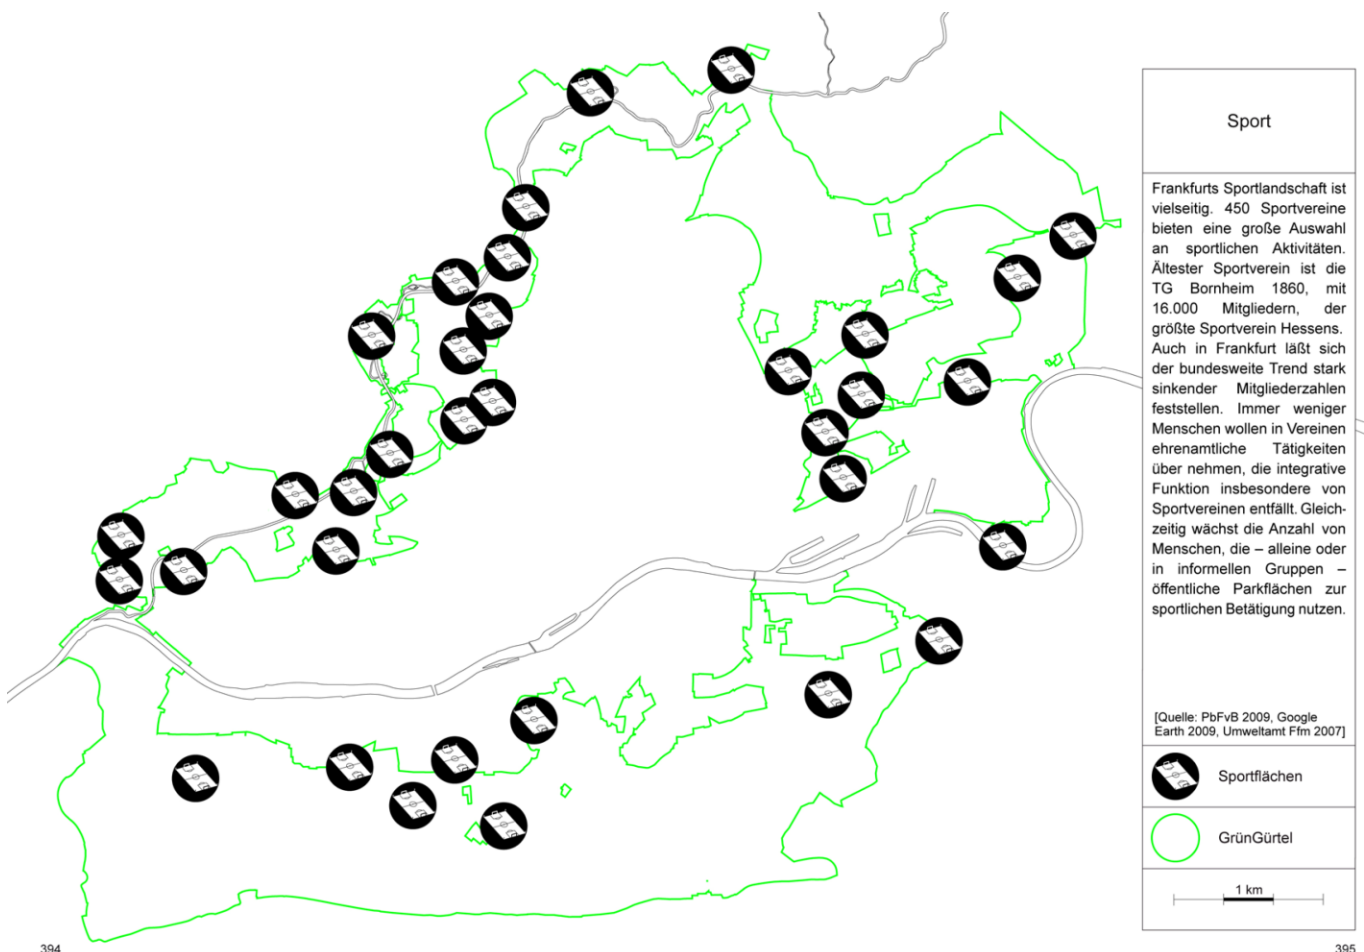 Sport
Frankfurts Sportlandschaft ist
vielseitig. 450 Sportvereine
bieten eine große Auswahl
an sportlichen Aktivitäten.
Ältester Sportverein ist die
TG Bornheim 1860, mit
16.000 Mitgliedern, der
größte Sportverein Hessens.
Auch in Frankfurt läßt sich
der bundesweite Trend stark
sinkender Mitgliederzahlen
feststellen. Immer weniger
Menschen wollen in Vereinen
ehrenamtliche Tätigkeiten
über nehmen, die integrative
Funktion insbesondere von
Sportvereinen entfällt. Gleich-
zeitig wächst die Anzahl von
Menschen, die – alleine oder
in informellen Gruppen –
öffentliche Parkflächen zur
sportlichen Betätigung nutzen.
[Quelle: PbFvB 2009, Google
Earth 2009, Umweltamt Ffm 2007]
Sportflächen
GrünGürtel
1 km
394
395